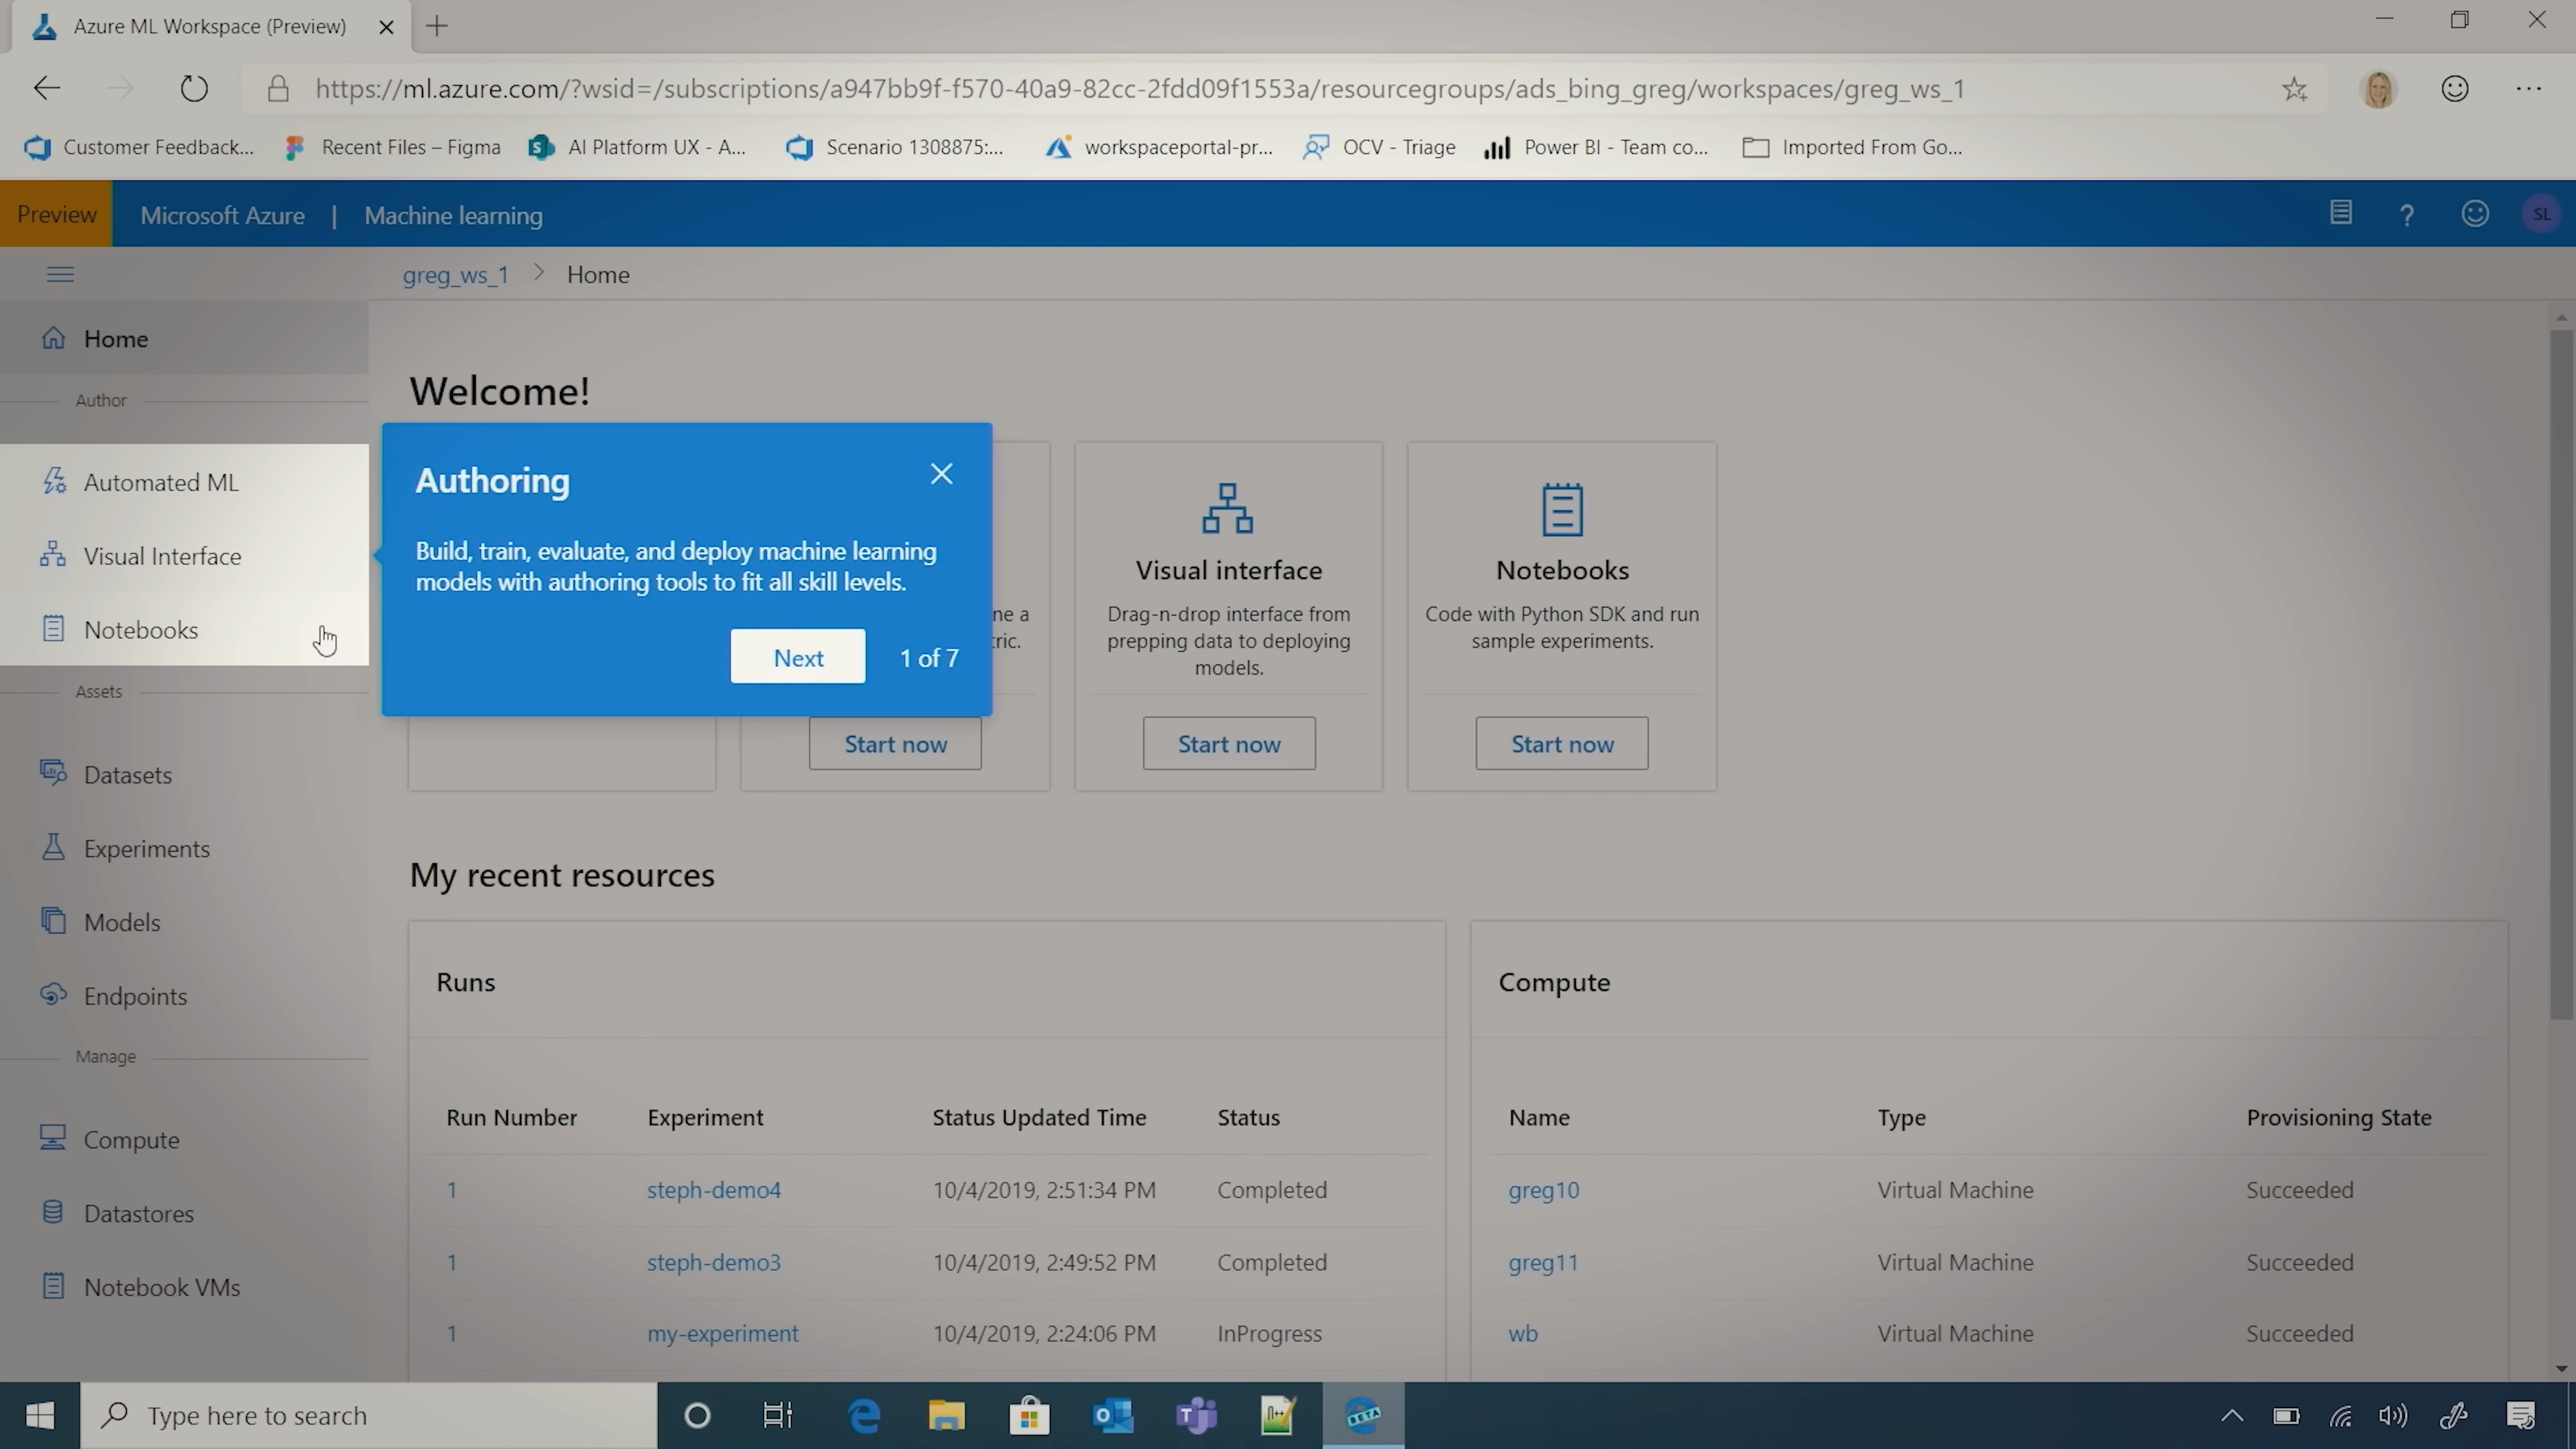 Azure ML Workspace (Preview)
https://ml.azure.com/?wsid=/subscriptions/a947bb9f-f570-40a9-82cc-2fdd09f1553a/resourcegroups/ads_bing_greg/workspaces/greg_ws_1
Customer Feedback... Recent Files – Figma AI Platform UX - A... Scenario 1308875:... workspaceportal-pr... OCV - Triage Power BI - Team co... Imported From Go...
Preview Microsoft Azure | Machine learning SL
greg_ws_1 > Home
Home
Author
Automated ML
Visual Interface
Notebooks
Assets
Datasets
Experiments
Models
Endpoints
Manage
Compute
Datastores
Notebook VMs
Welcome!
Authoring
Build, train, evaluate, and deploy machine learning
models with authoring tools to fit all skill levels.
Next 1 of 7
ne a
ric.
Start now
Visual interface
Drag-n-drop interface from
prepping data to deploying
models.
Start now
Notebooks
Code with Python SDK and run
sample experiments.
Start now
My recent resources
Runs
Run Number Experiment Status Updated Time Status
1 steph-demo4 10/4/2019, 2:51:34 PM Completed
1 steph-demo3 10/4/2019, 2:49:52 PM Completed
1 my-experiment 10/4/2019, 2:24:06 PM InProgress
Compute
Name Type Provisioning State
greg10 Virtual Machine Succeeded
greg11 Virtual Machine Succeeded
wb Virtual Machine Succeeded
Type here to search
BETA